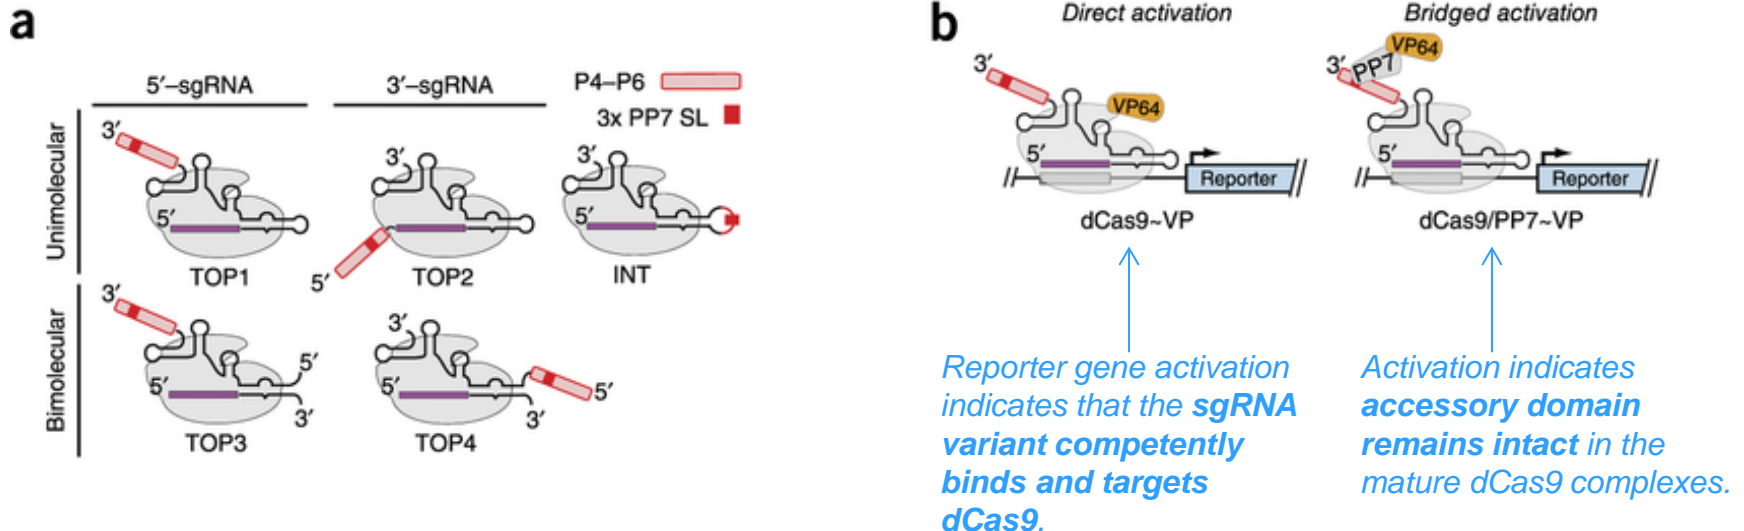 a
5′–sgRNA
3′–sgRNA
P4–P6
3x PP7 SL
Unimolecular
3′
5′
TOP1
3′
5′
TOP2
3′
5′
INT
Bimolecular
3′
5′
5′
3′
TOP3
3′
5′
5′
3′
TOP4
b
Direct activation
3′
VP64
5′
Reporter
dCas9~VP
Bridged activation
3′
PP7
VP64
5′
Reporter
dCas9/PP7~VP
Reporter gene activation
indicates that the sgRNA
variant competently
binds and targets
dCas9.
Activation indicates
accessory domain
remains intact in the
mature dCas9 complexes.